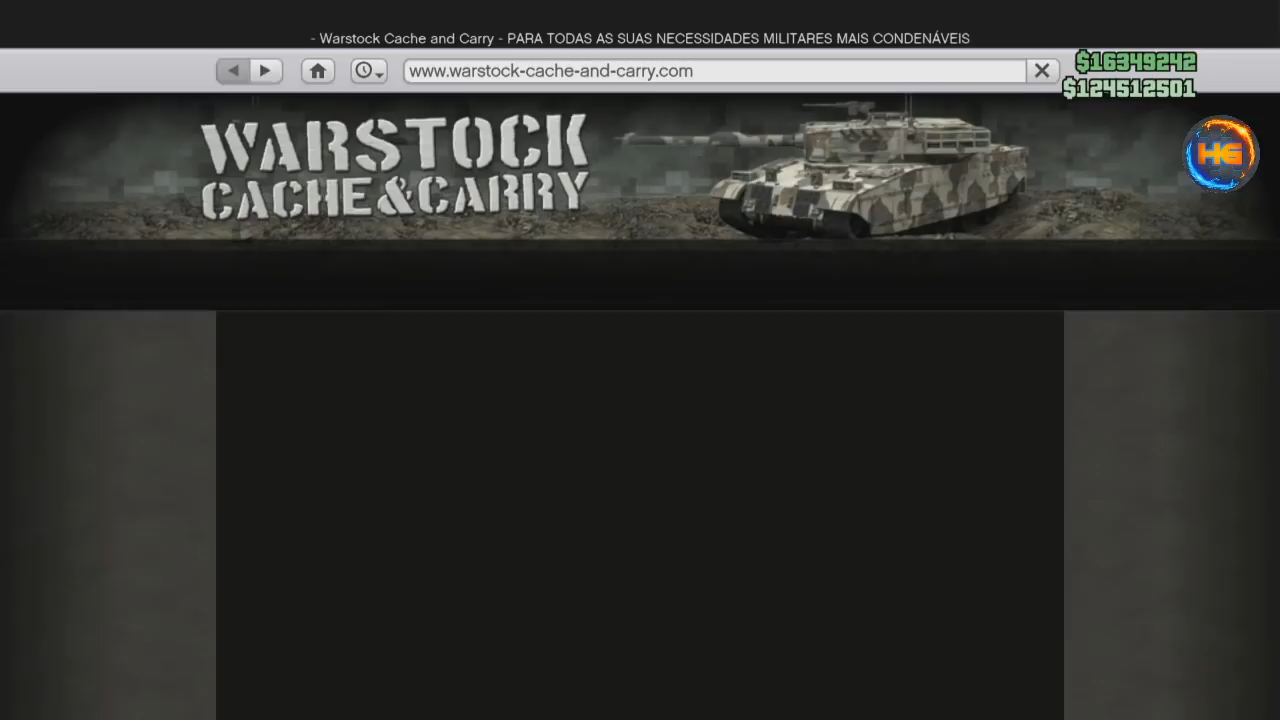 - Warstock Cache and Carry - PARA TODAS AS SUAS NECESSIDADES MILITARES MAIS CONDENÁVEIS
www.warstock-cache-and-carry.com
$16349242
$124512501
WARSTOCK
CACHE&CARRY
HG